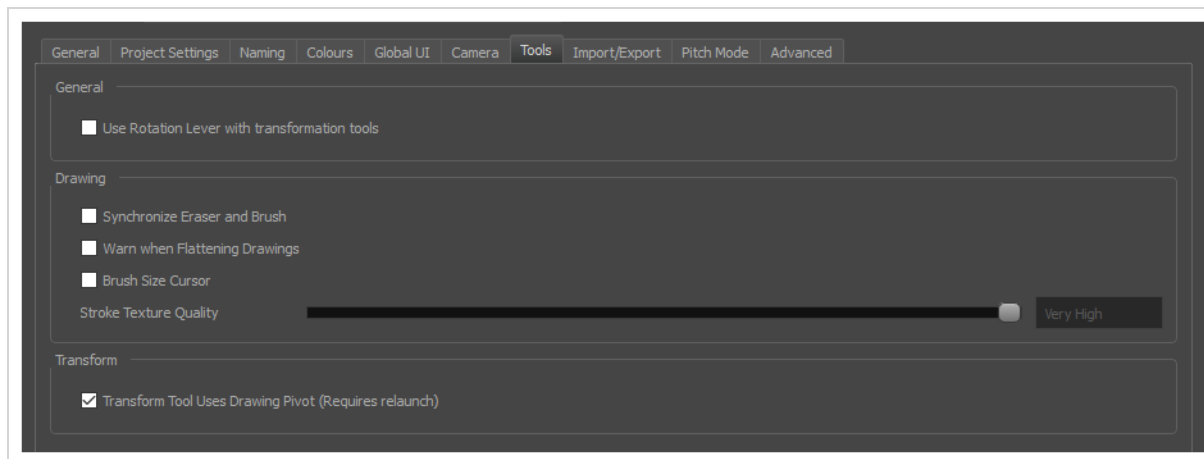 General Project Settings Naming Colours Global UI Camera Tools Import/Export Pitch Mode Advanced
General
Use Rotation Lever with transformation tools
Drawing
Synchronize Eraser and Brush
Warn when Flattening Drawings
Brush Size Cursor
Stroke Texture Quality Very High
Transform
Transform Tool Uses Drawing Pivot (Requires relaunch)